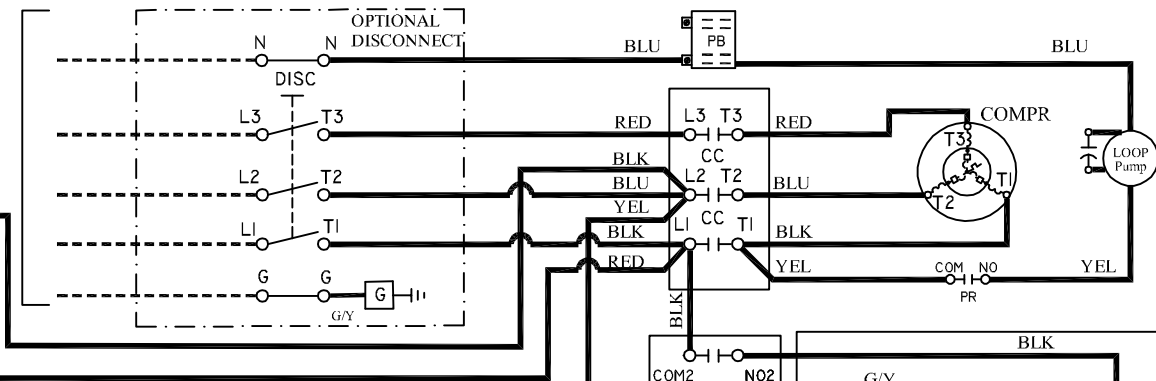 OPTIONAL
DISCONNECT
N N
BLU
PB
BLU
DISC
L3 T3
RED
L3 T3
RED
COMPR
CC
T3
LOOP
Pump
BLK
L2 T2
BLU
L2 T2
BLU
T2
T1
YEL
CC
L1 T1
BLK
L1 T1
BLK
RED
YEL
COM NO
YEL
PR
G G
G
G/Y
BLK
BLK
COM2 NO2
G/Y